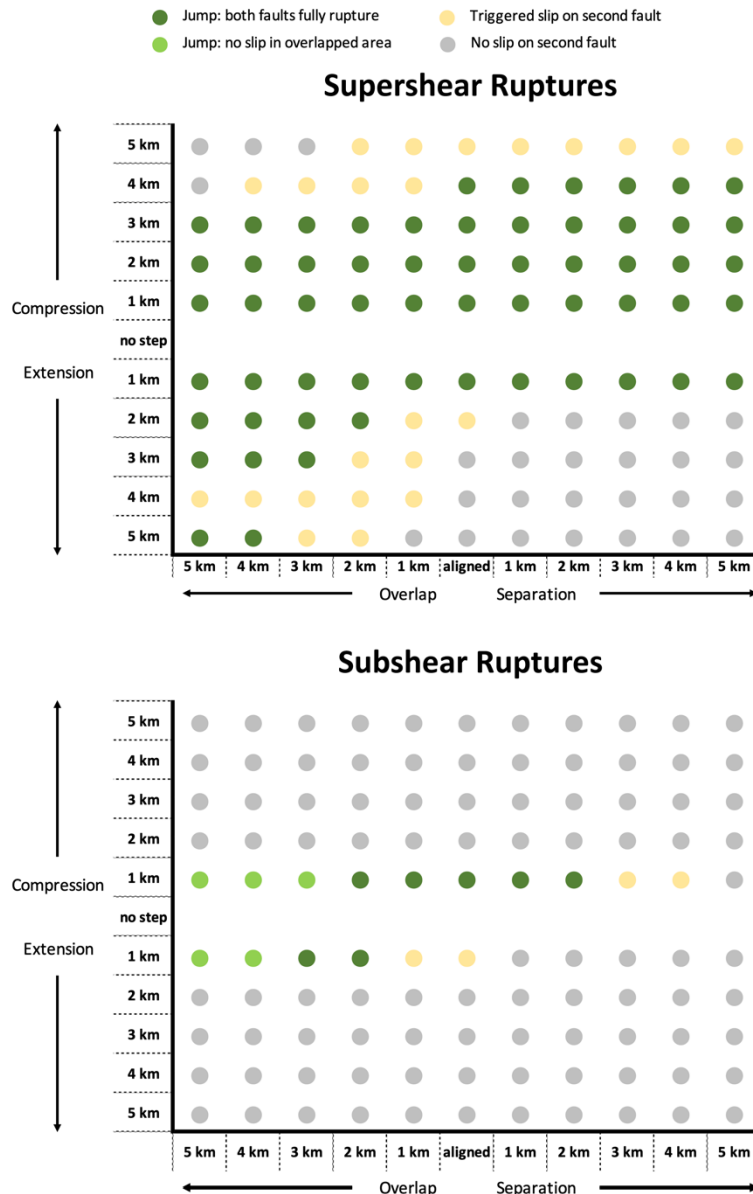 Jump: both faults fully rupture
Triggered slip on second fault
Jump: no slip in overlapped area
No slip on second fault
Supershear Ruptures
5 km
4 km
3 km
2 km
1 km
Compression
no step
Extension
1 km
2 km
3 km
4 km
5 km
5 km 4 km 3 km 2 km 1 km aligned 1 km 2 km 3 km 4 km 5 km
Overlap Separation
Subshear Ruptures
5 km
4 km
3 km
2 km
1 km
Compression
no step
Extension
1 km
2 km
3 km
4 km
5 km
5 km 4 km 3 km 2 km 1 km aligned 1 km 2 km 3 km 4 km 5 km
Overlap Separation